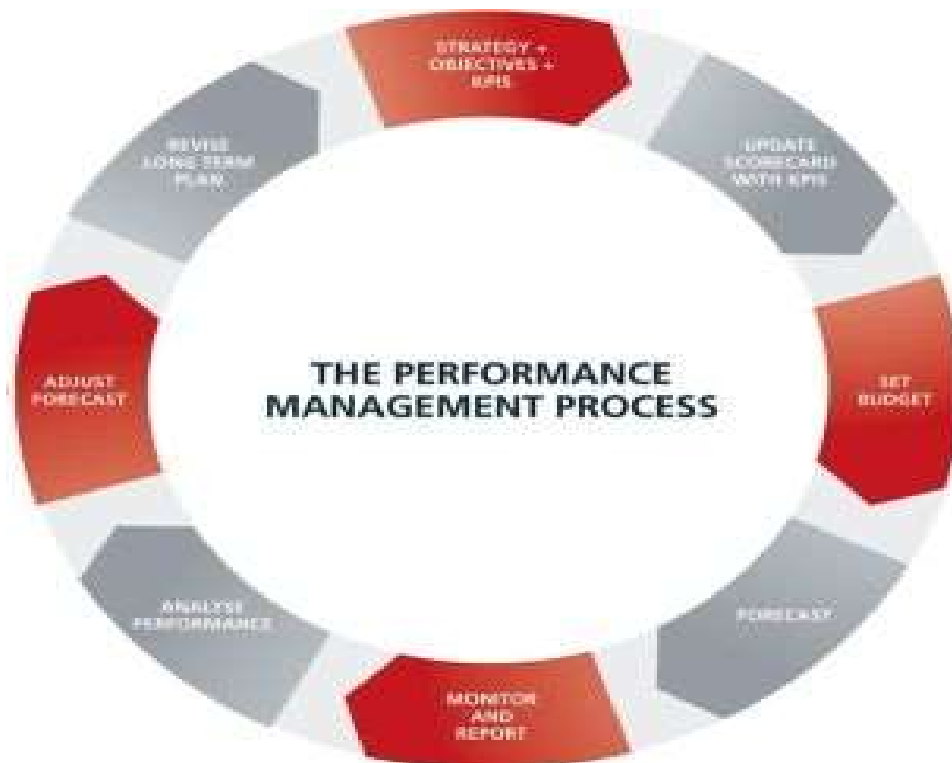 STRATEGY +
OBJECTIVES +
KPIS
UPDATE
SCORECARD
WITH KPIS
SET
BUDGET
FORECAST
MONITOR
AND
REPORT
ANALYSE
PERFORMANCE
ADJUST
FORECAST
REVISE
LONG TERM
PLAN
THE PERFORMANCE
MANAGEMENT PROCESS